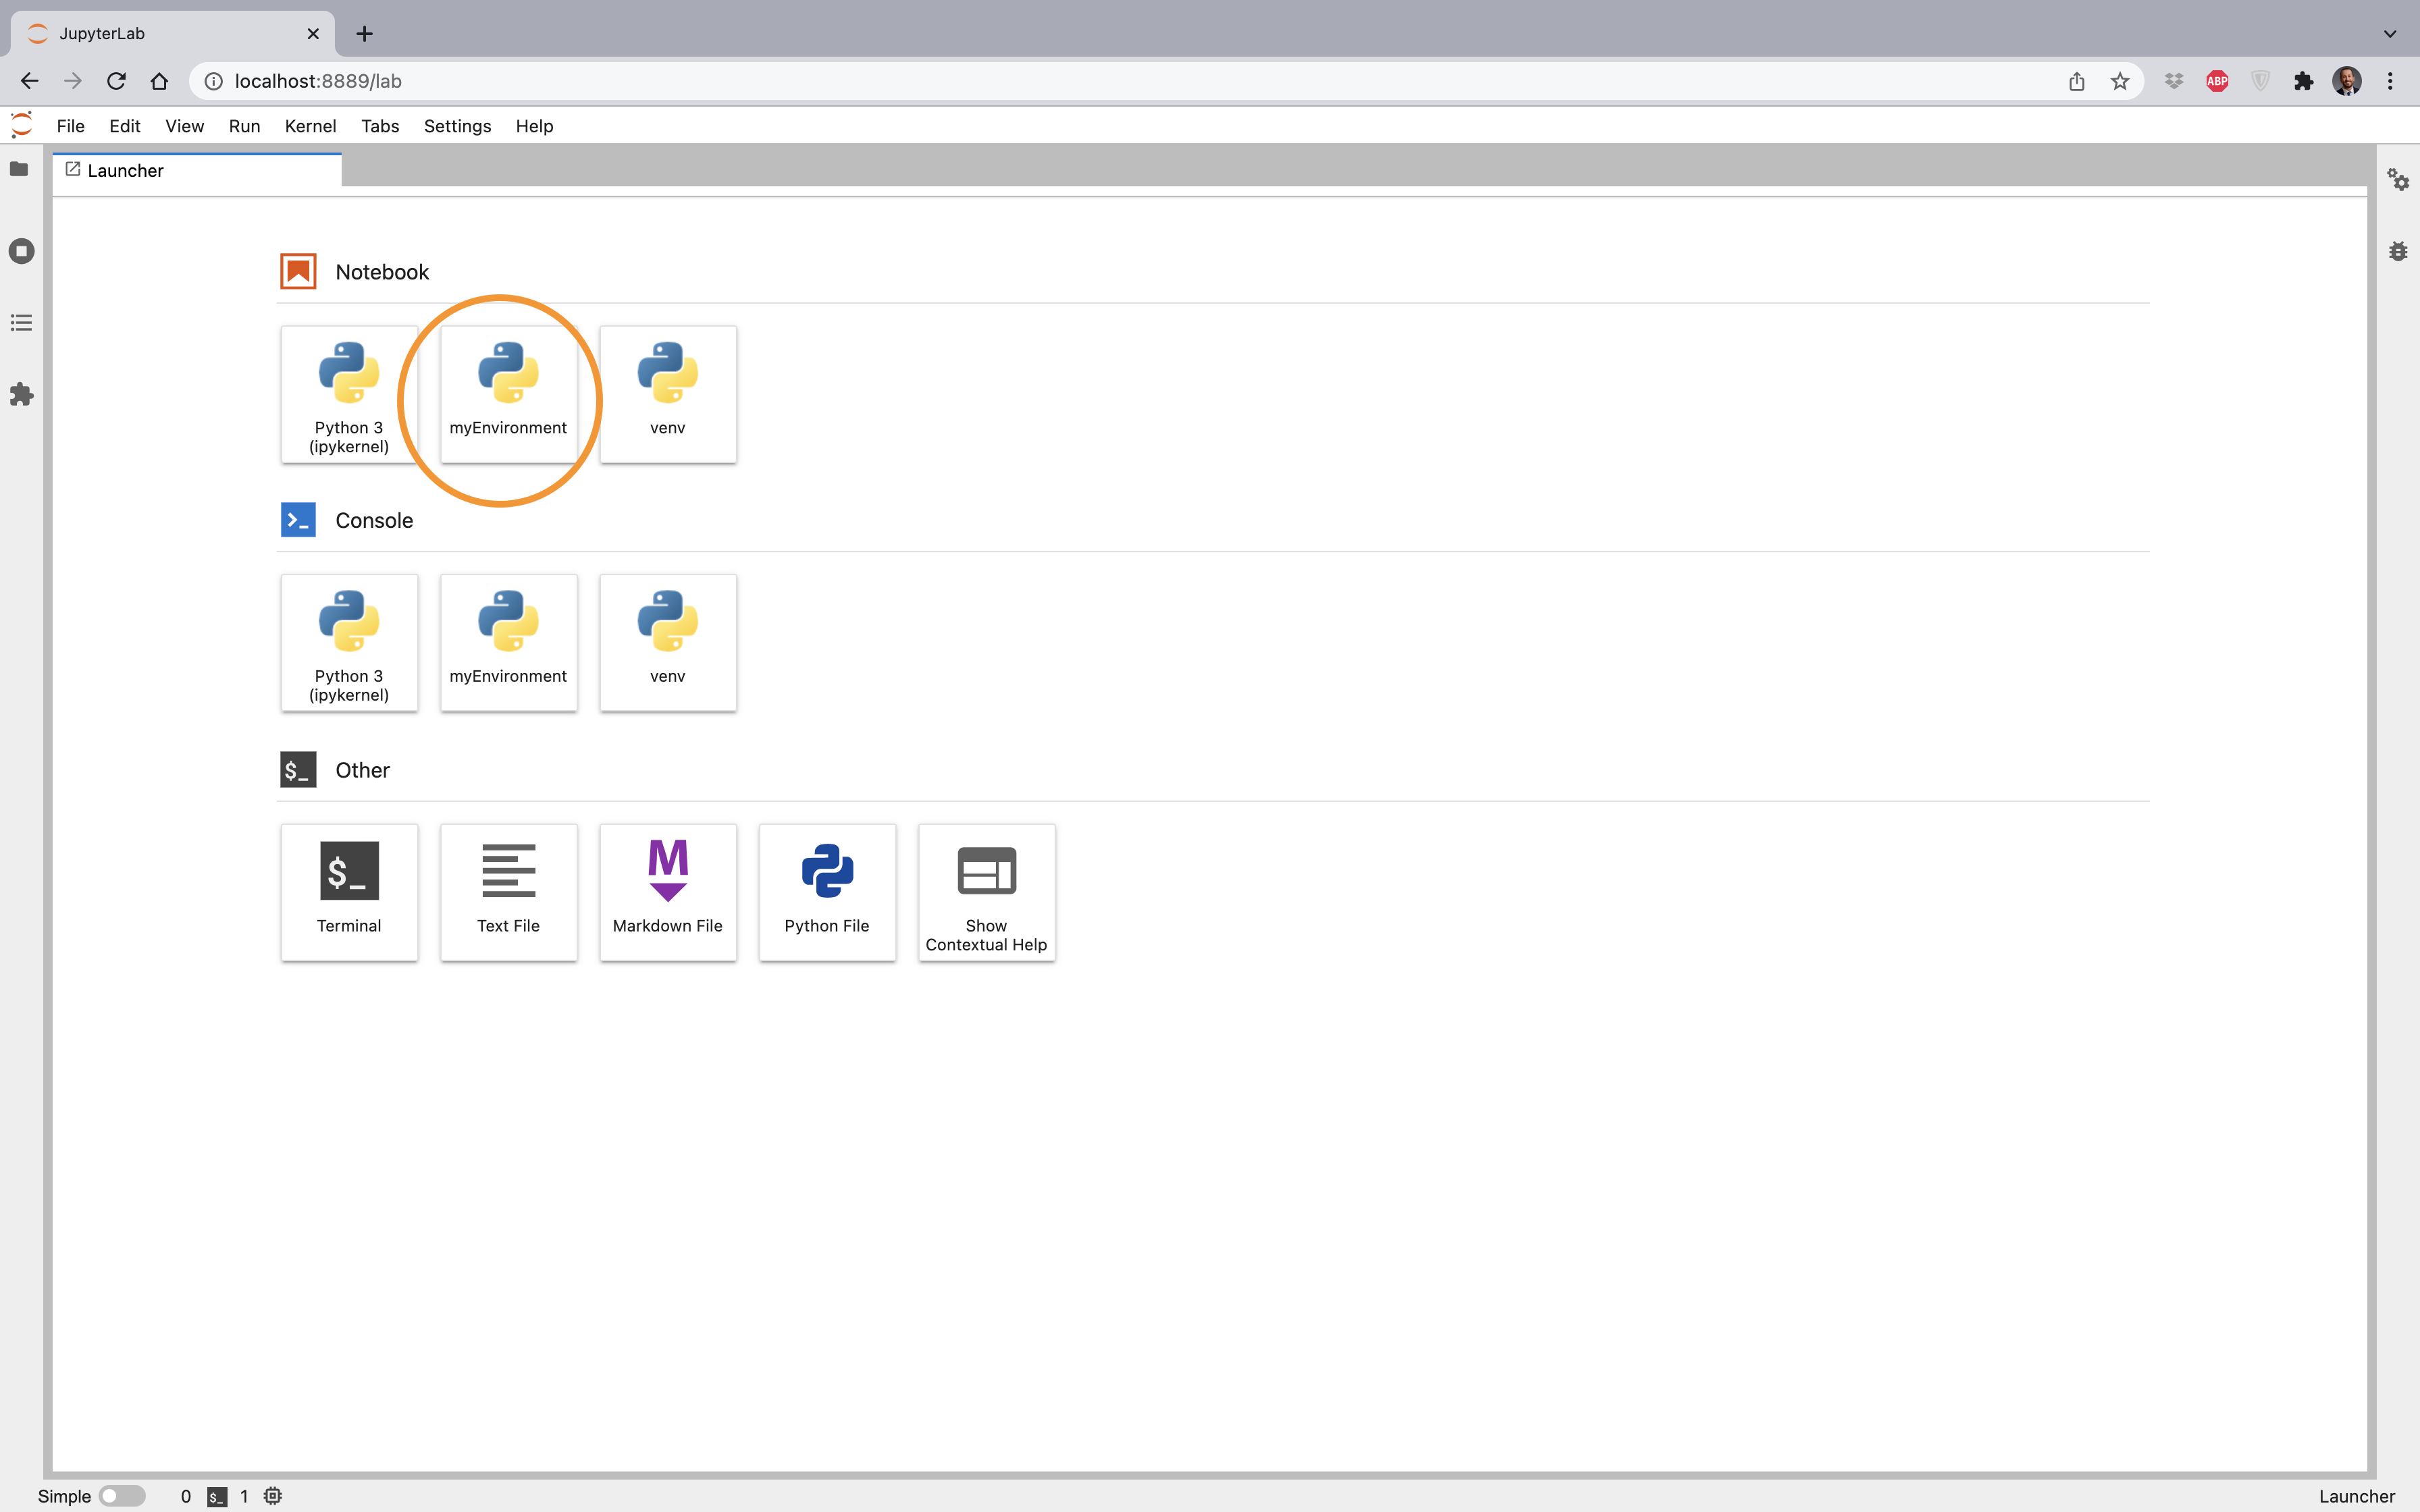 JupyterLab
localhost:8889/lab
ABP
File Edit View Run Kernel Tabs Settings Help
Launcher
Notebook
Python 3
(ipykernel)
myEnvironment
venv
>_ Console
Python 3
(ipykernel)
myEnvironment
venv
$_ Other
$_
Terminal
Text File
M
Markdown File
Python File
Show
Contextual Help
Simple 0 $_ 1 Launcher